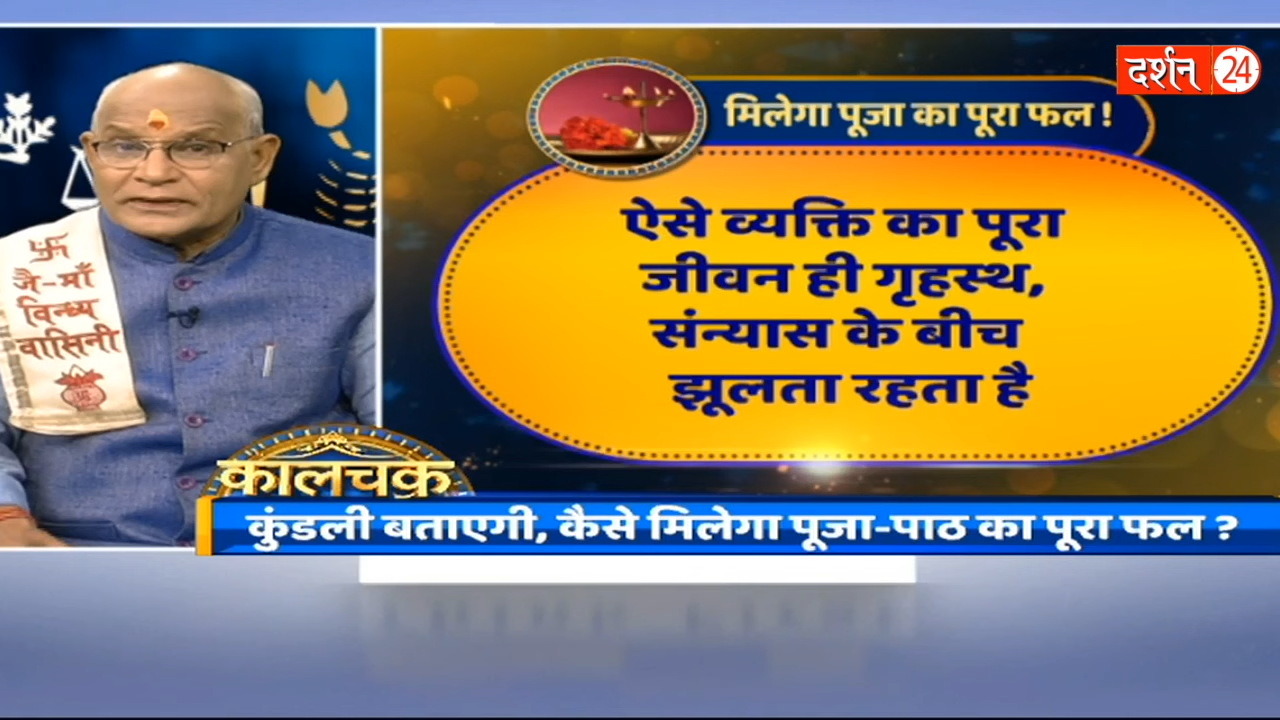 दर्शन 24
मिलेगा पूजा का पूरा फल !
ऐसे व्यक्ति का पूरा
जीवन ही गृहस्थ,
संन्यास के बीच
झूलता रहता है
जै-माँ
विन्ध्य
वासिनी
कालचक्र
कुंडली बताएगी, कैसे मिलेगा पूजा-पाठ का पूरा फल ?